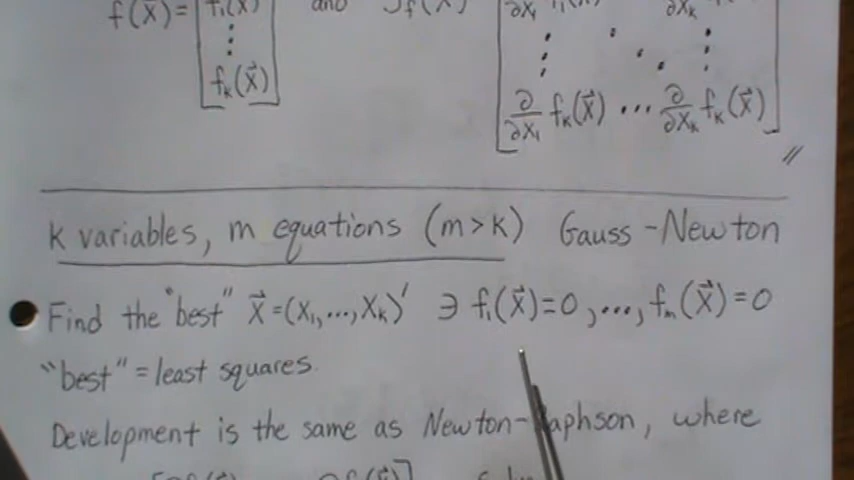 f(x⃗)= [ f₁(x⃗) and Jf(x⃗) ∂x₁ f₁(x⃗) ∂xₖ
⋮ ⋮ ⋱ ⋮
fₖ(x⃗) ] ∂/∂x₁ fₖ(x⃗) ... ∂/∂xₖ fₖ(x⃗) ] //
k variables, m equations (m>k) Gauss-Newton
Find the "best" x⃗=(x₁,...,xₖ)' ∋ f₁(x⃗)=0,...,fₘ(x⃗)=0
"best" = least squares.
Development is the same as Newton-Raphson, where